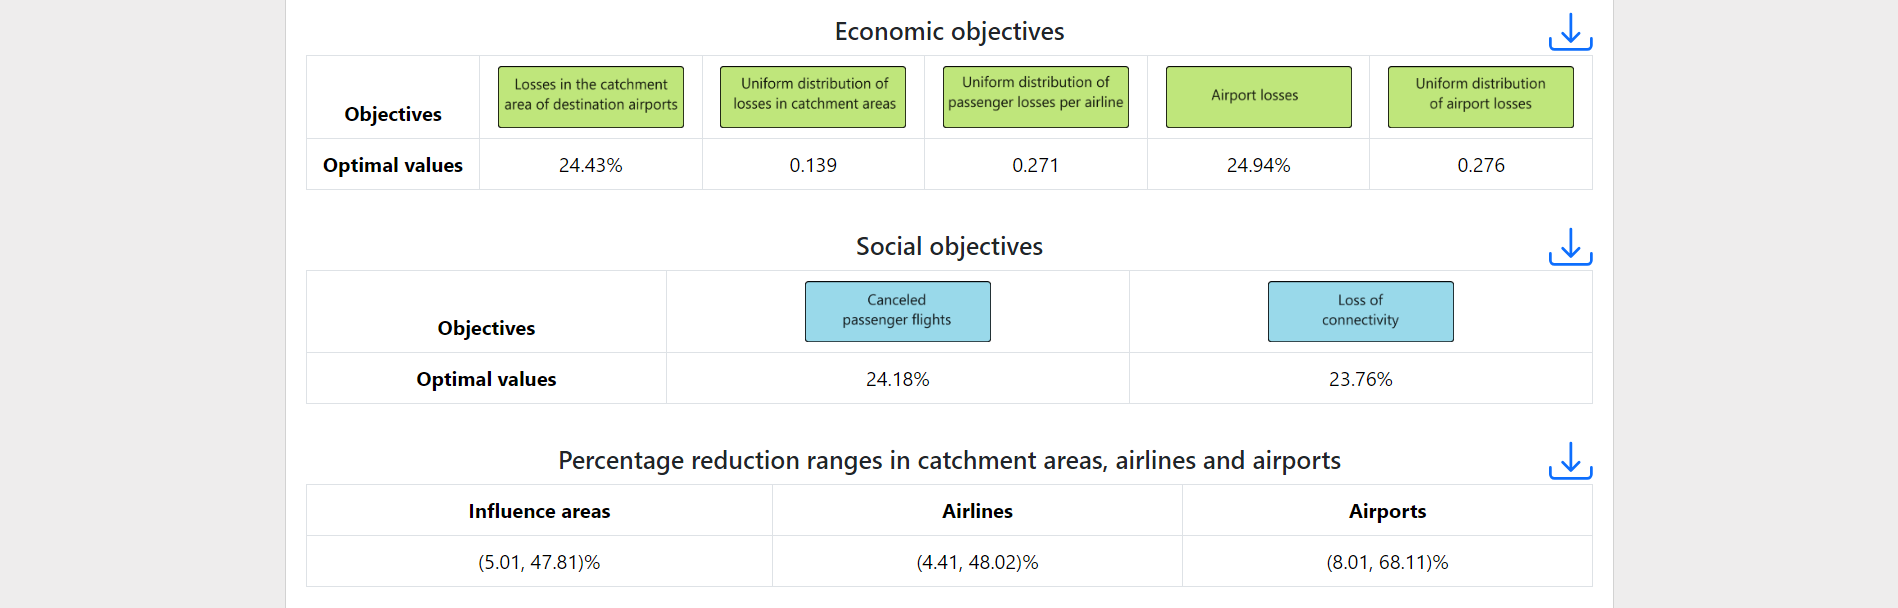 Economic objectives
Objectives
Losses in the catchment
area of destination airports
Uniform distribution of
losses in catchment areas
Uniform distribution of
passenger losses per airline
Airport losses
Uniform distribution
of airport losses
Optimal values 24.43% 0.139 0.271 24.94% 0.276
Social objectives
Objectives
Canceled
passenger flights
Loss of
connectivity
Optimal values 24.18% 23.76%
Percentage reduction ranges in catchment areas, airlines and airports
Influence areas Airlines Airports
(5.01, 47.81)% (4.41, 48.02)% (8.01, 68.11)%